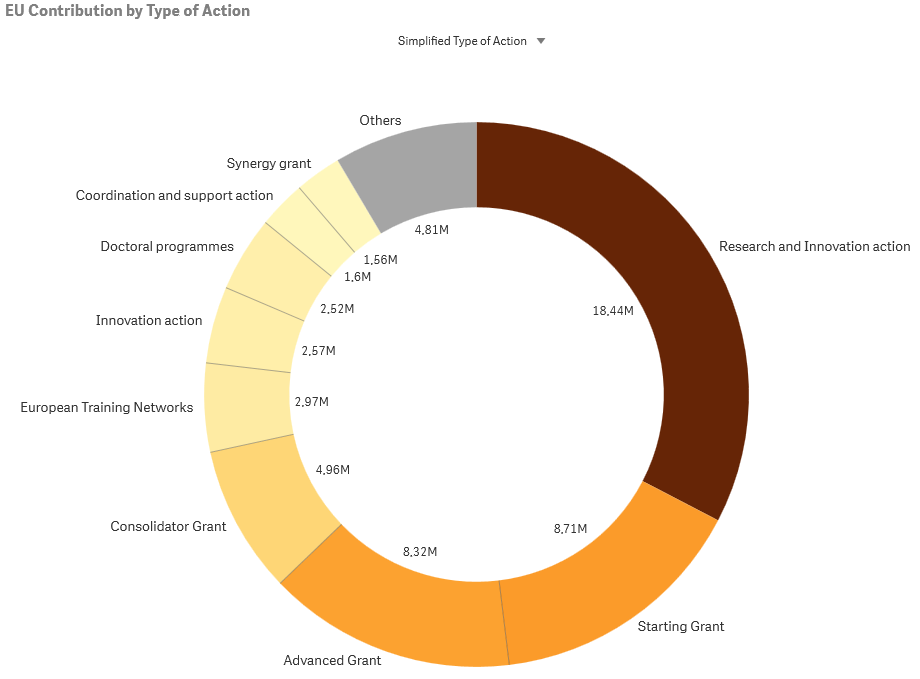 EU Contribution by Type of Action
Simplified Type of Action
Others
Synergy grant
Coordination and support action
4,81M
Doctoral programmes
Research and Innovation action
1,56M
1,6M
2,52M
18,44M
Innovation action
2,57M
2,97M
European Training Networks
4,96M
Consolidator Grant
8,71M
8,32M
Starting Grant
Advanced Grant